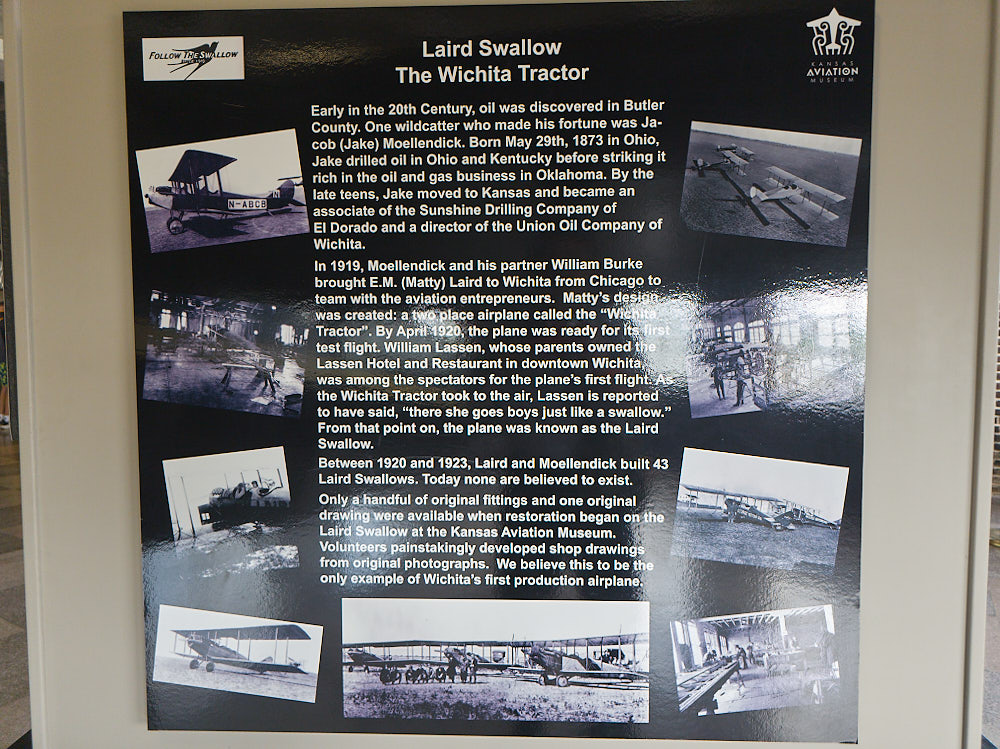 FOLLOW THE SWALLOW
SINCE 1920
KANSAS
AVIATION
MUSEUM
Laird Swallow
The Wichita Tractor
Early in the 20th Century, oil was discovered in Butler
County. One wildcatter who made his fortune was Ja-
cob (Jake) Moellendick. Born May 29th, 1873 in Ohio,
Jake drilled oil in Ohio and Kentucky before striking it
rich in the oil and gas business in Oklahoma. By the
late teens, Jake moved to Kansas and became an
associate of the Sunshine Drilling Company of
El Dorado and a director of the Union Oil Company of
Wichita.
In 1919, Moellendick and his partner William Burke
brought E.M. (Matty) Laird to Wichita from Chicago to
team with the aviation entrepreneurs. Matty's design
was created: a two place airplane called the "Wichita
Tractor". By April 1920, the plane was ready for its first
test flight. William Lassen, whose parents owned the
Lassen Hotel and Restaurant in downtown Wichita,
was among the spectators for the plane's first flight. As
the Wichita Tractor took to the air, Lassen is reported
to have said, "there she goes boys just like a swallow."
From that point on, the plane was known as the Laird
Swallow.
Between 1920 and 1923, Laird and Moellendick built 43
Laird Swallows. Today none are believed to exist.
Only a handful of original fittings and one original
drawing were available when restoration began on the
Laird Swallow at the Kansas Aviation Museum.
Volunteers painstakingly developed shop drawings
from original photographs. We believe this to be the
only example of Wichita's first production airplane.
N-ABCB
N